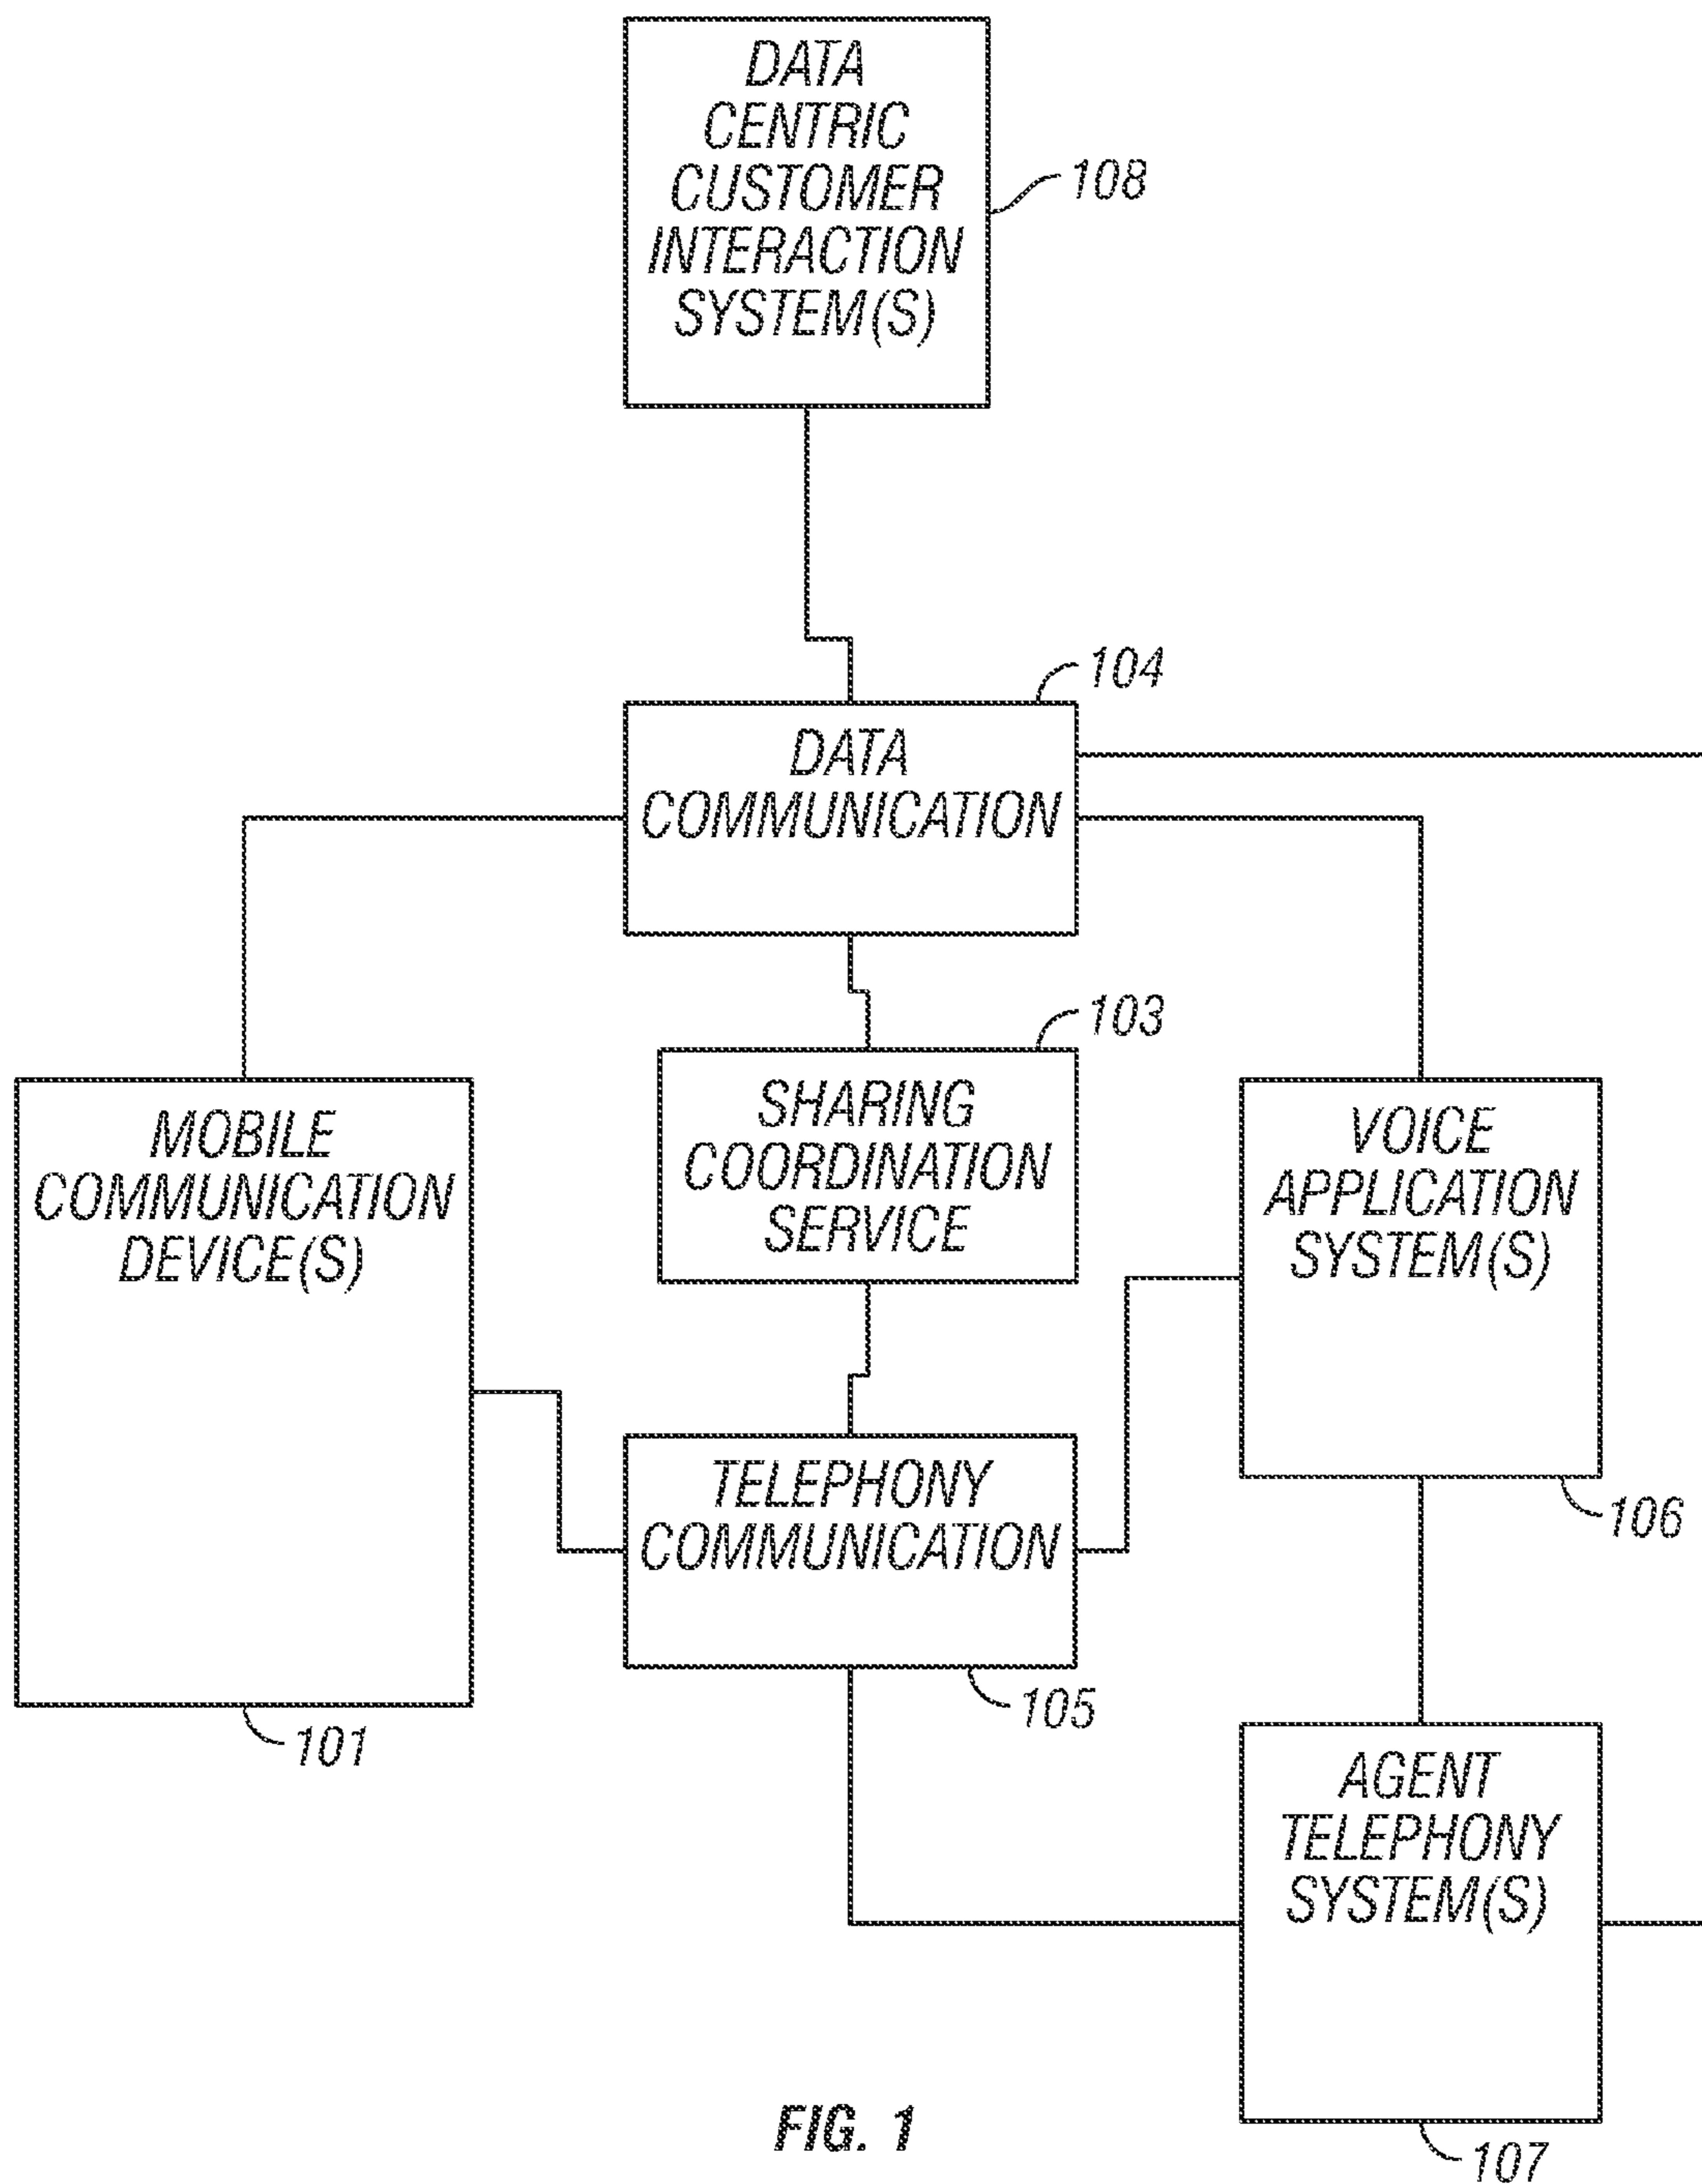 DATA
CENTRIC
CUSTOMER
INTERACTION
SYSTEM(S)
108
104
DATA
COMMUNICATION
103
SHARING
COORDINATION
SERVICE
MOBILE
COMMUNICATION
DEVICE(S)
VOICE
APPLICATION
SYSTEM(S)
TELEPHONY
COMMUNICATION
106
105
101
AGENT
TELEPHONY
SYSTEM(S)
FIG. 1
107